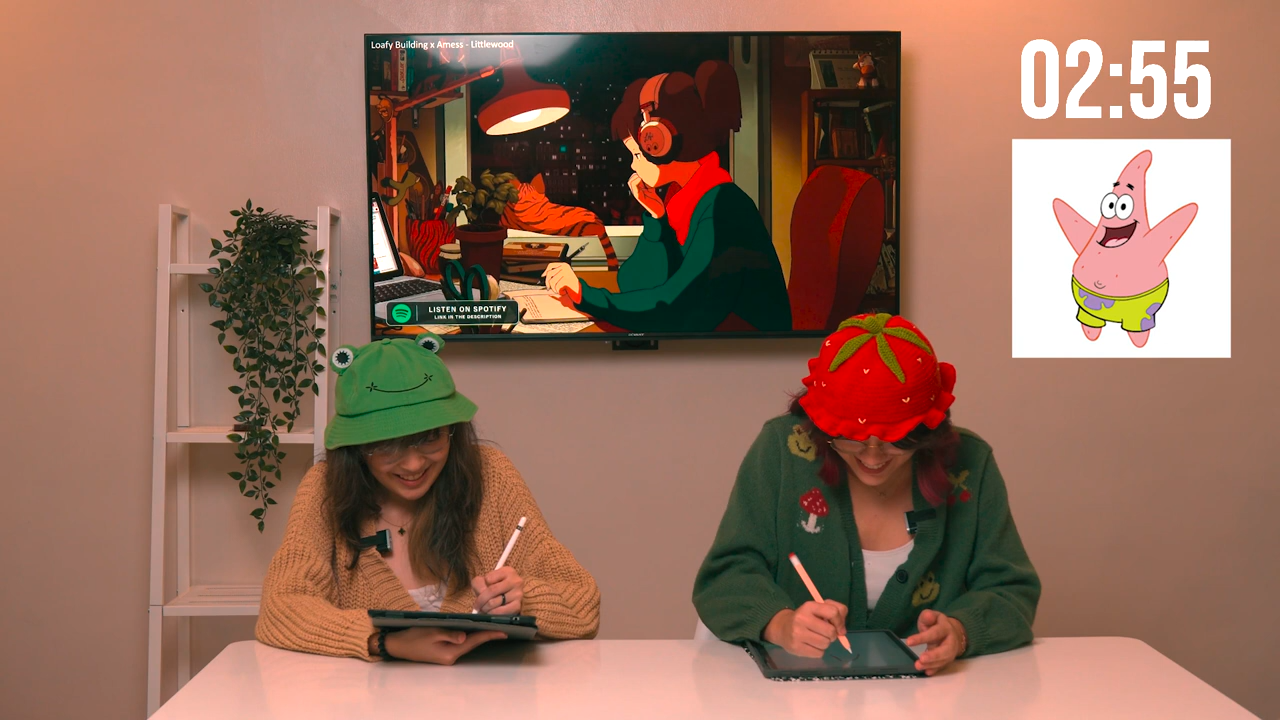 Loafy Building x Amess - Littlewood
02:55
LISTEN ON SPOTIFY
LINK IN THE DESCRIPTION